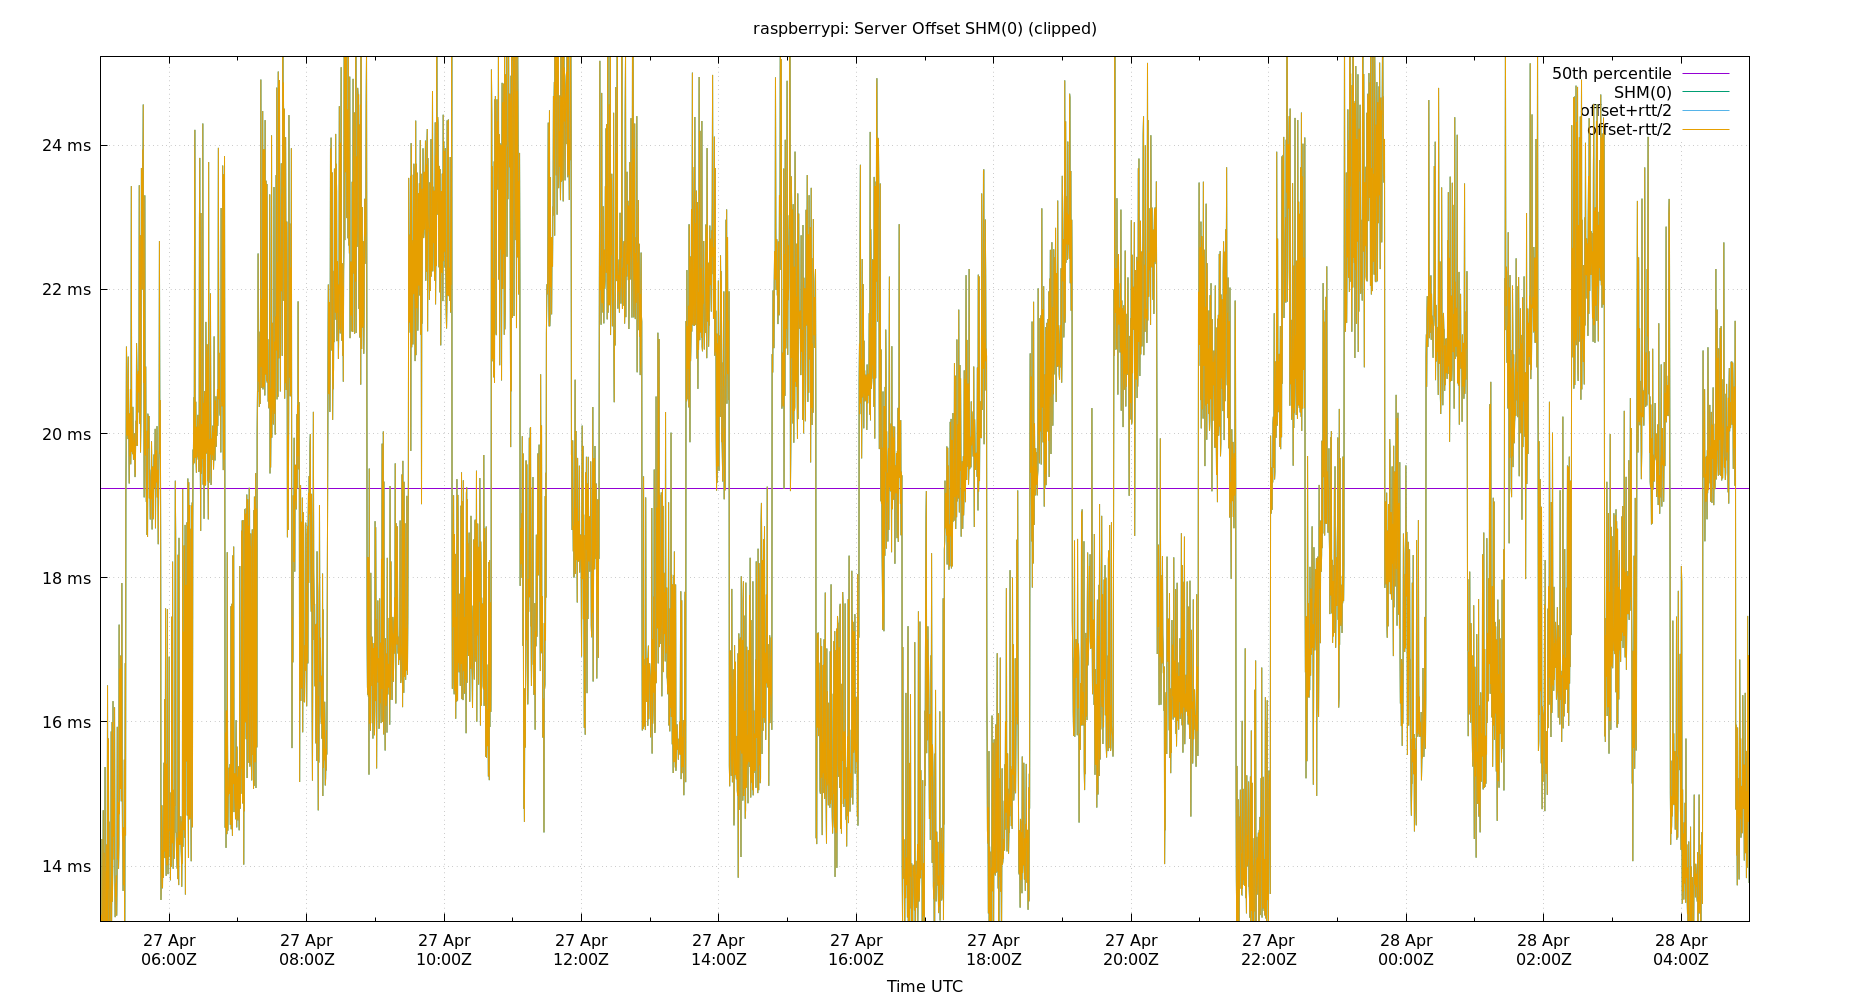 raspberrypi: Server Offset SHM(0) (clipped)
50th percentile
SHM(0)
offset+rtt/2
offset-rtt/2
24 ms
22 ms
20 ms
18 ms
16 ms
14 ms
27 Apr 27 Apr 27 Apr 27 Apr 27 Apr 27 Apr 27 Apr 27 Apr 27 Apr 28 Apr 28 Apr 28 Apr
06:00Z 08:00Z 10:00Z 12:00Z 14:00Z 16:00Z 18:00Z 20:00Z 22:00Z 00:00Z 02:00Z 04:00Z
Time UTC